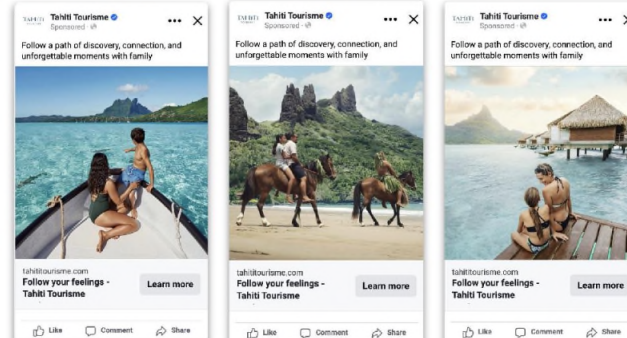 TAHITI
Tahiti Tourisme
Sponsored ·
Follow a path of discovery, connection, and
unforgettable moments with family
tahititourisme.com
Follow your feelings -
Tahiti Tourisme
Learn more
Like
Comment
Share
TAHITI
Tahiti Tourisme
Sponsored ·
Follow a path of discovery, connection, and
unforgettable moments with family
tahititourisme.com
Follow your feelings -
Tahiti Tourisme
Learn more
Like
Comment
Share
TAHITI
Tahiti Tourisme
Sponsored ·
Follow a path of discovery, connection, and
unforgettable moments with family
tahititourisme.com
Follow your feelings -
Tahiti Tourisme
Learn more
Like
Comment
Share